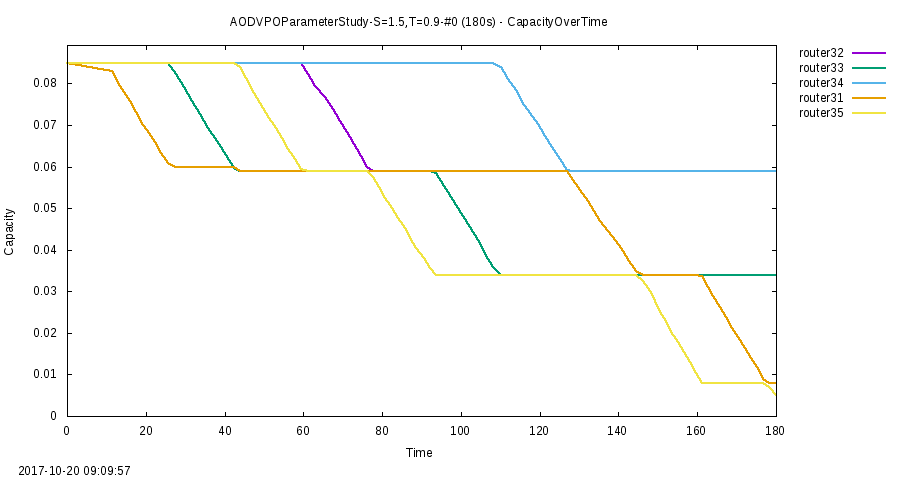 AODVPOParameterStudy-S=1.5,T=0.9-#0 (180s) - CapacityOverTime
router32
router33
router34
router31
router35
0.08
0.07
0.06
0.05
0.04
0.03
0.02
0.01
0
Capacity
0 20 40 60 80 100 120 140 160 180
Time
2017-10-20 09:09:57